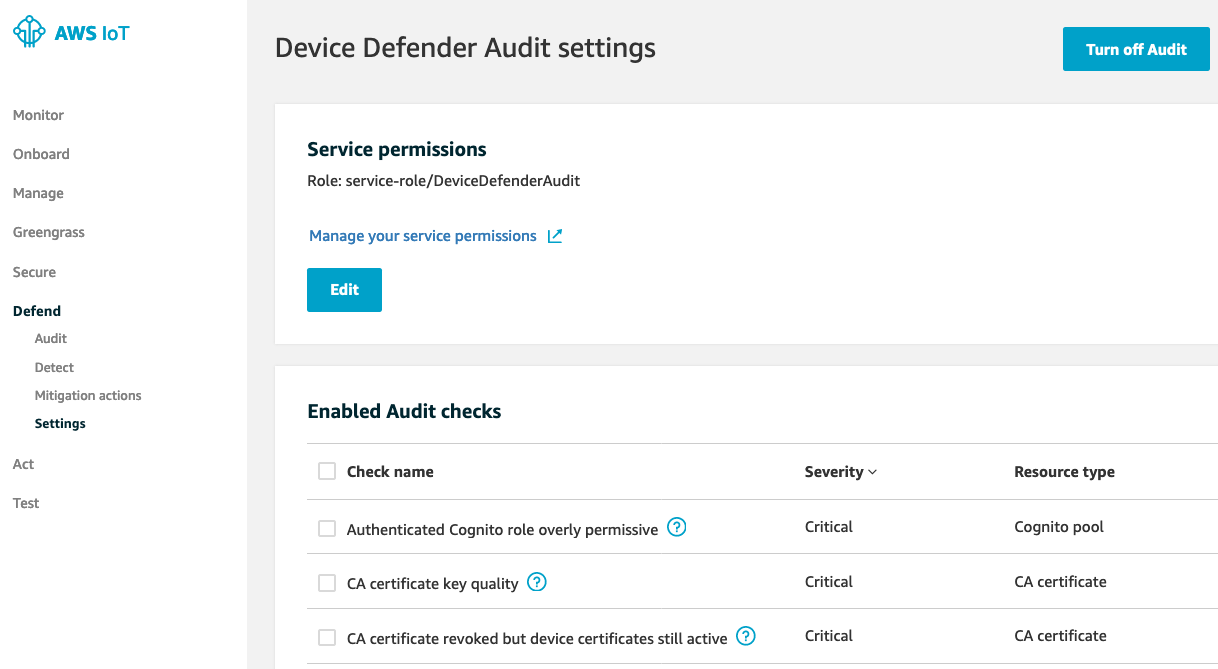 AWS IoT
Monitor
Onboard
Manage
Greengrass
Secure
Defend
Audit
Detect
Mitigation actions
Settings
Act
Test
Device Defender Audit settings
Turn off Audit
Service permissions
Role: service-role/DeviceDefenderAudit
Manage your service permissions
Edit
Enabled Audit checks
Check name Severity Resource type
Authenticated Cognito role overly permissive ? Critical Cognito pool
CA certificate key quality ? Critical CA certificate
CA certificate revoked but device certificates still active ? Critical CA certificate